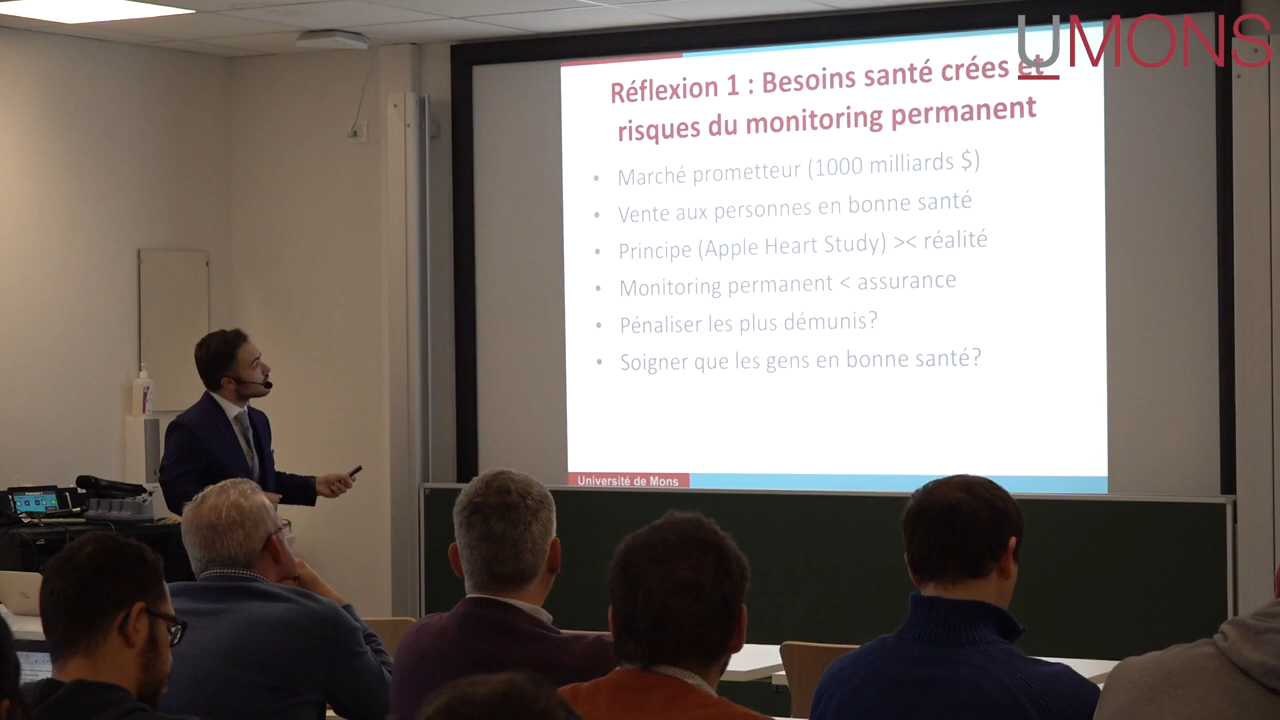 UMONS
Réflexion 1 : Besoins santé crées et
risques du monitoring permanent
• Marché prometteur (1000 milliards $)
• Vente aux personnes en bonne santé
• Principe (Apple Heart Study) >< réalité
• Monitoring permanent < assurance
• Pénaliser les plus démunis?
• Soigner que les gens en bonne santé?
Université de Mons